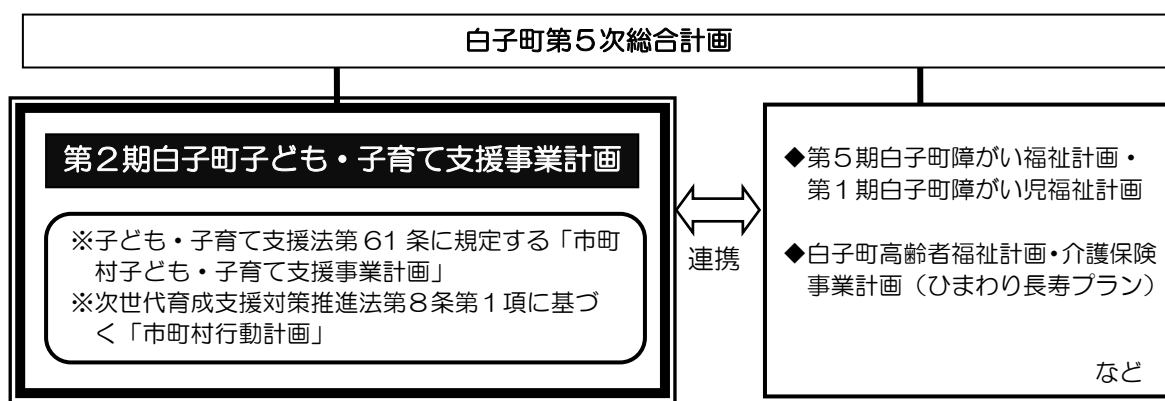 白子町第５次総合計画
第２期白子町子ども・子育て支援事業計画
※子ども・子育て支援法第 61 条に規定する「市町
村子ども・子育て支援事業計画」
※次世代育成支援対策推進法第８条第１項に基づ
く「市町村行動計画」
連携
◆第５期白子町障がい福祉計画・
第１期白子町障がい児福祉計画
◆白子町高齢者福祉計画・介護保険
事業計画（ひまわり長寿プラン）
など